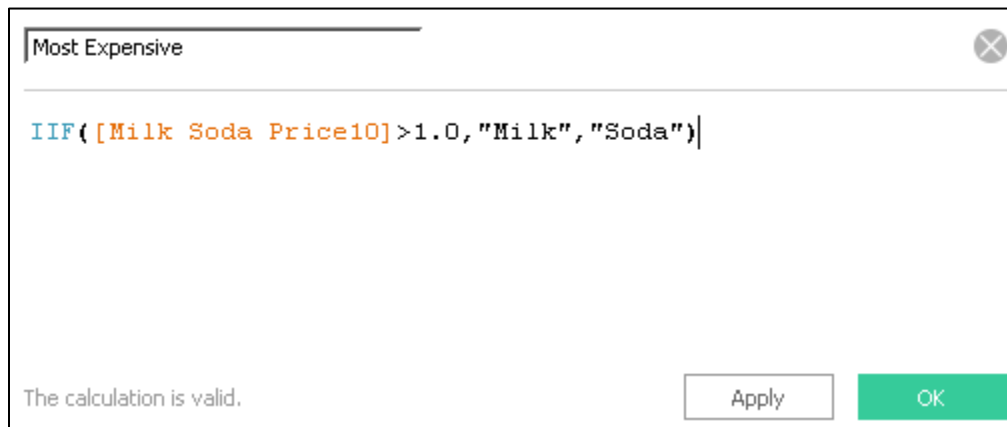 Most Expensive
IIF([Milk Soda Price10]>1.0,"Milk","Soda")
The calculation is valid.
Apply
OK